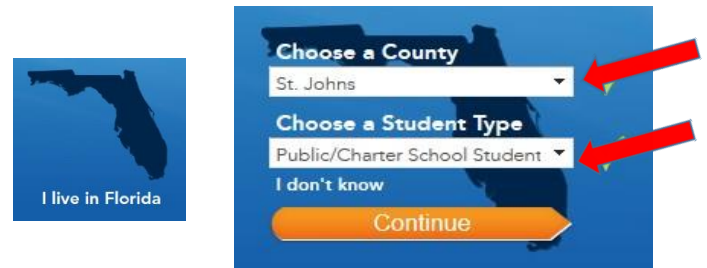 I live in Florida
Choose a County
St. Johns
Choose a Student Type
Public/Charter School Student
I don't know
Continue